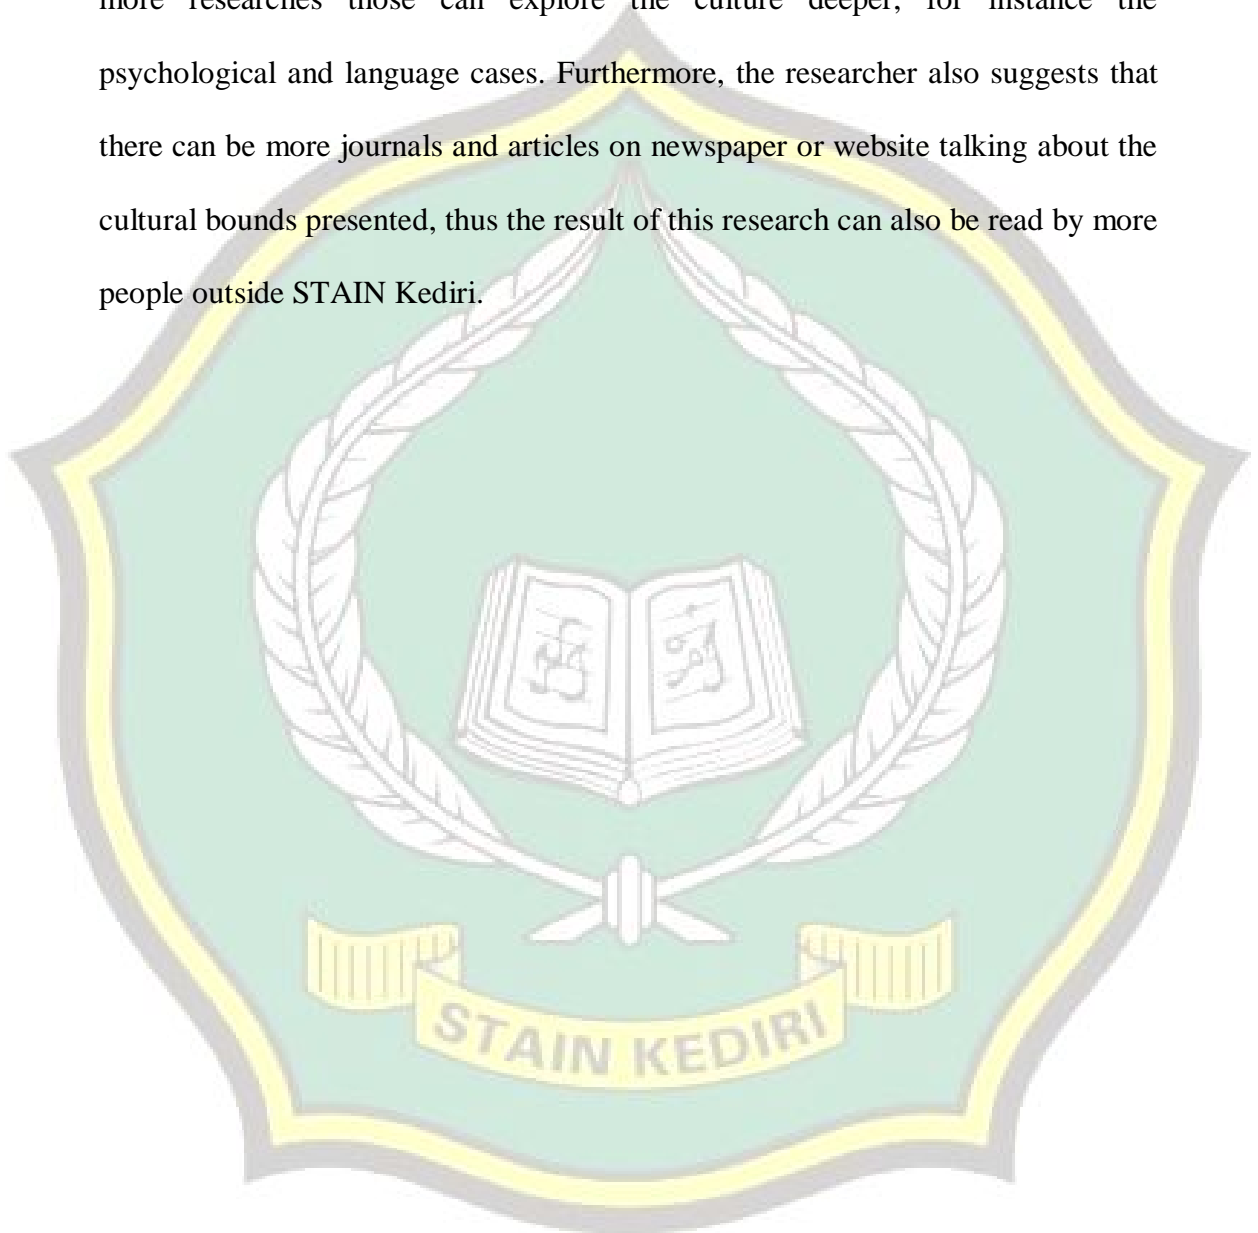 more researches those can explore the culture deeper, for instance the
psychological and language cases. Furthermore, the researcher also suggests that
there can be more journals and articles on newspaper or website talking about the
cultural bounds presented, thus the result of this research can also be read by more
people outside STAIN Kediri.
STAIN KEDIRI